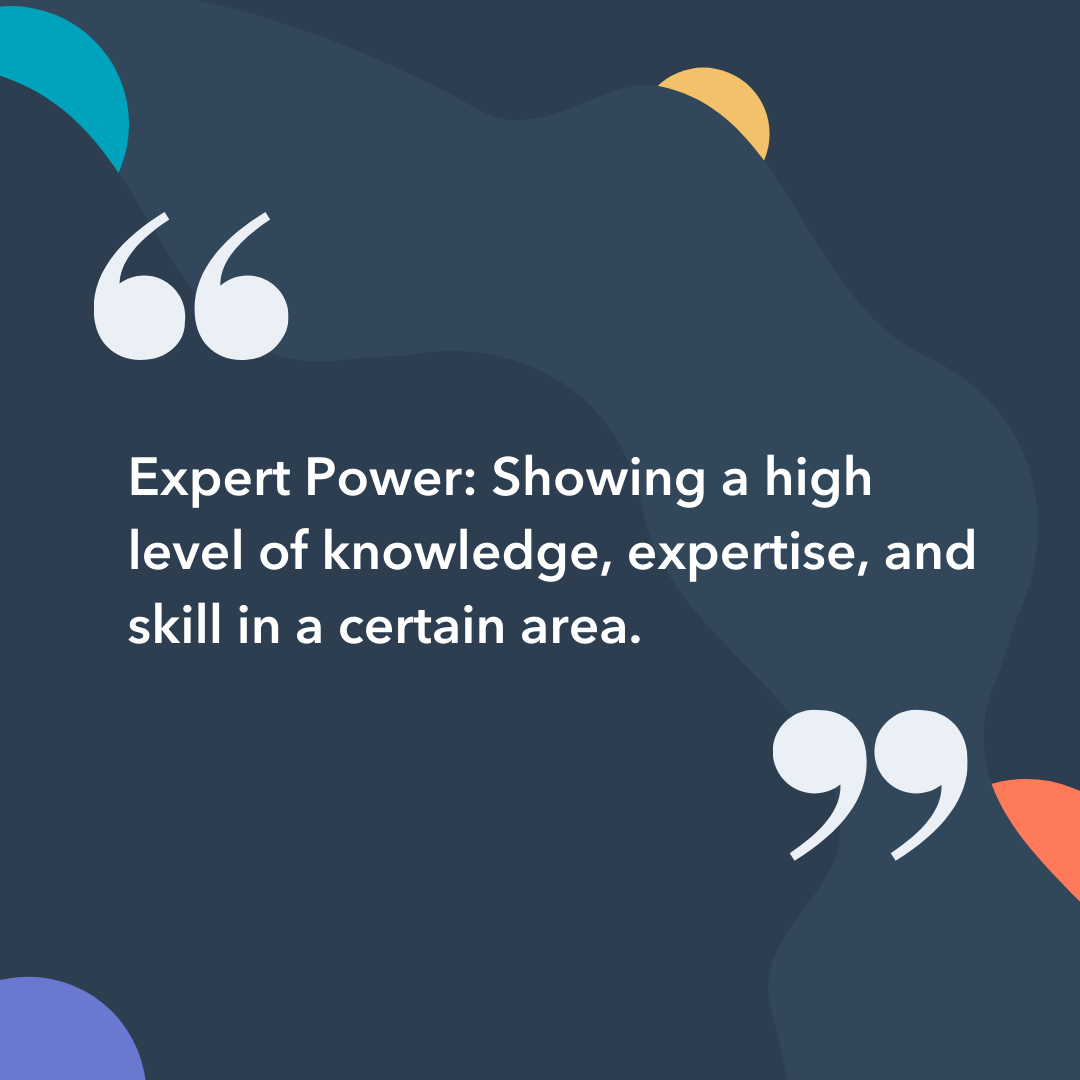 Expert Power: Showing a high
level of knowledge, expertise, and
skill in a certain area.